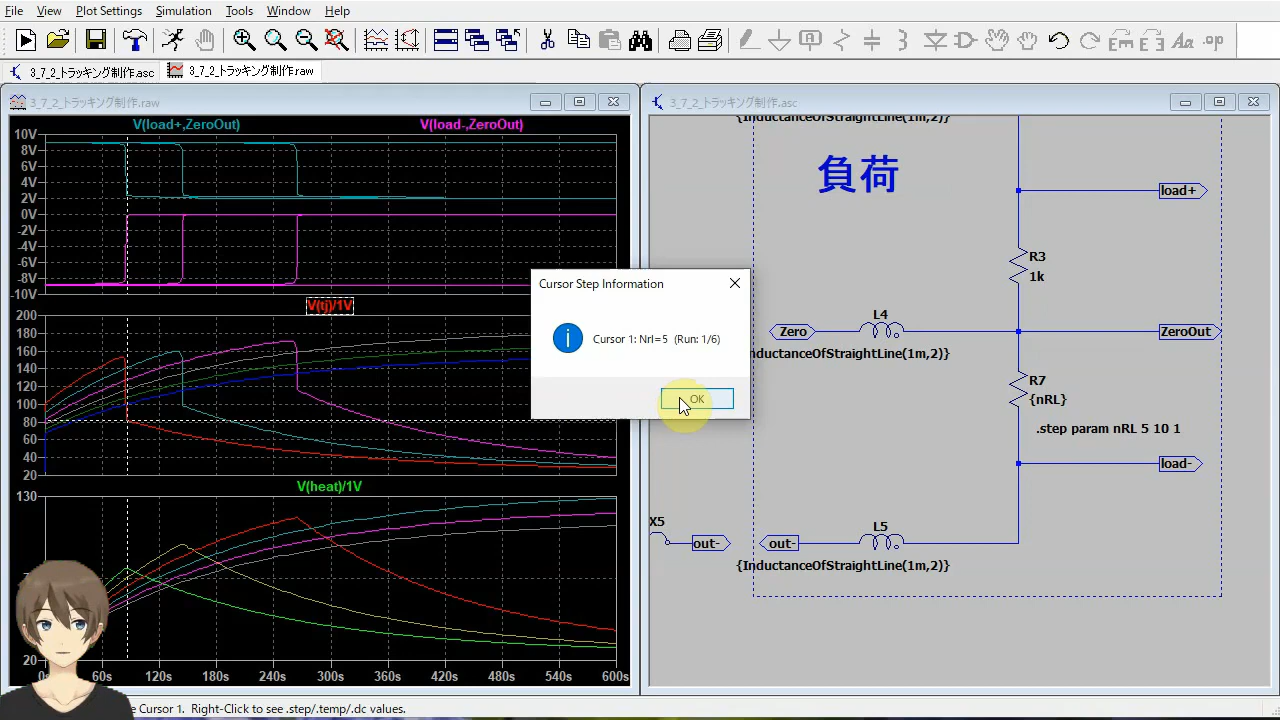 File View Plot Settings Simulation Tools Window Help
.op
3_7_2_トラッキング制作.asc 3_7_2_トラッキング制作.raw
3_7_2_トラッキング制作.raw
V(load+,ZeroOut) V(load-,ZeroOut)
10V
8V
6V
4V
2V
0V
-2V
-4V
-6V
-8V
-10V
V(tj)/1V
200
180
160
140
120
100
80
60
40
20
V(heat)/1V
130
20
60s 120s 180s 240s 300s 360s 420s 480s 540s 600s
e Cursor 1. Right-Click to see .step/.temp/.dc values.
Cursor Step Information
Cursor 1: Nrl=5 (Run: 1/6)
OK
3_7_2_トラッキング制作.asc
{InductanceOfStraightLine(1m,2)}
負荷
load+
R3
1k
L4
Zero
ZeroOut
nductanceOfStraightLine(1m,2)}
R7
{nRL}
.step param nRL 5 10 1
load-
X5
L5
out-
out-
{InductanceOfStraightLine(1m,2)}